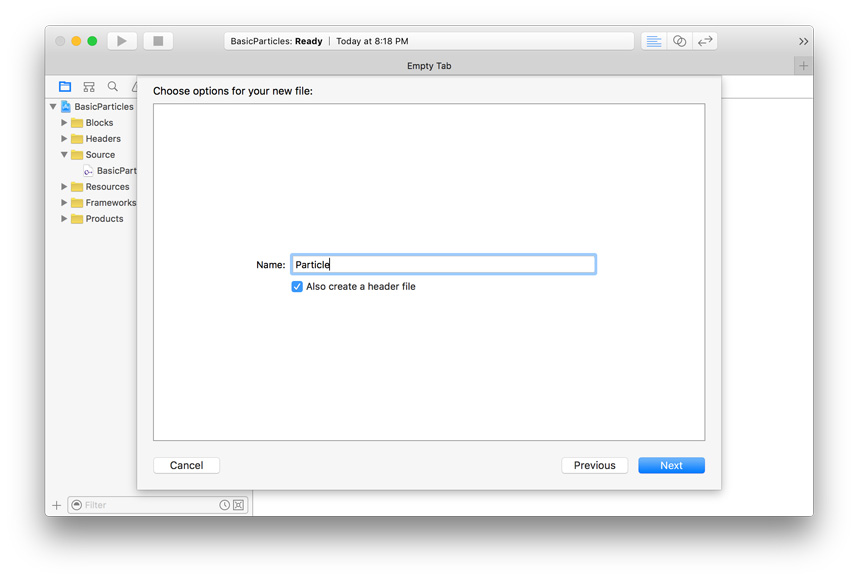 BasicParticles: Ready | Today at 8:18 PM
Empty Tab
Choose options for your new file:
BasicParticles
Blocks
Headers
Source
BasicPart
Resources
Frameworks
Products
Name: Particle
Also create a header file
Cancel
Previous
Next
Filter